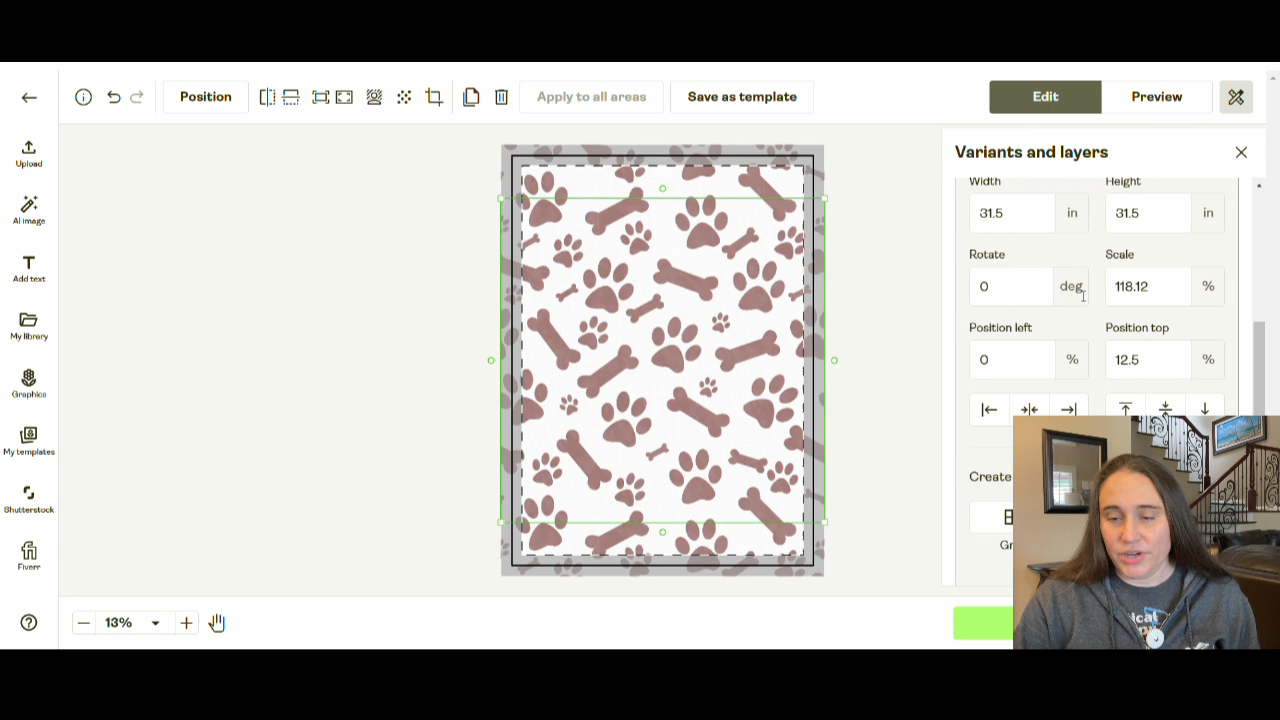 Position
Apply to all areas
Save as template
Edit
Preview
Upload
AI image
Add text
My library
Graphics
My templates
Shutterstock
Fiverr
Variants and layers
Width
Height
31.5 in
31.5 in
Rotate
Scale
0 deg
118.12 %
Position left
Position top
0 %
12.5 %
Create
Gr
13%